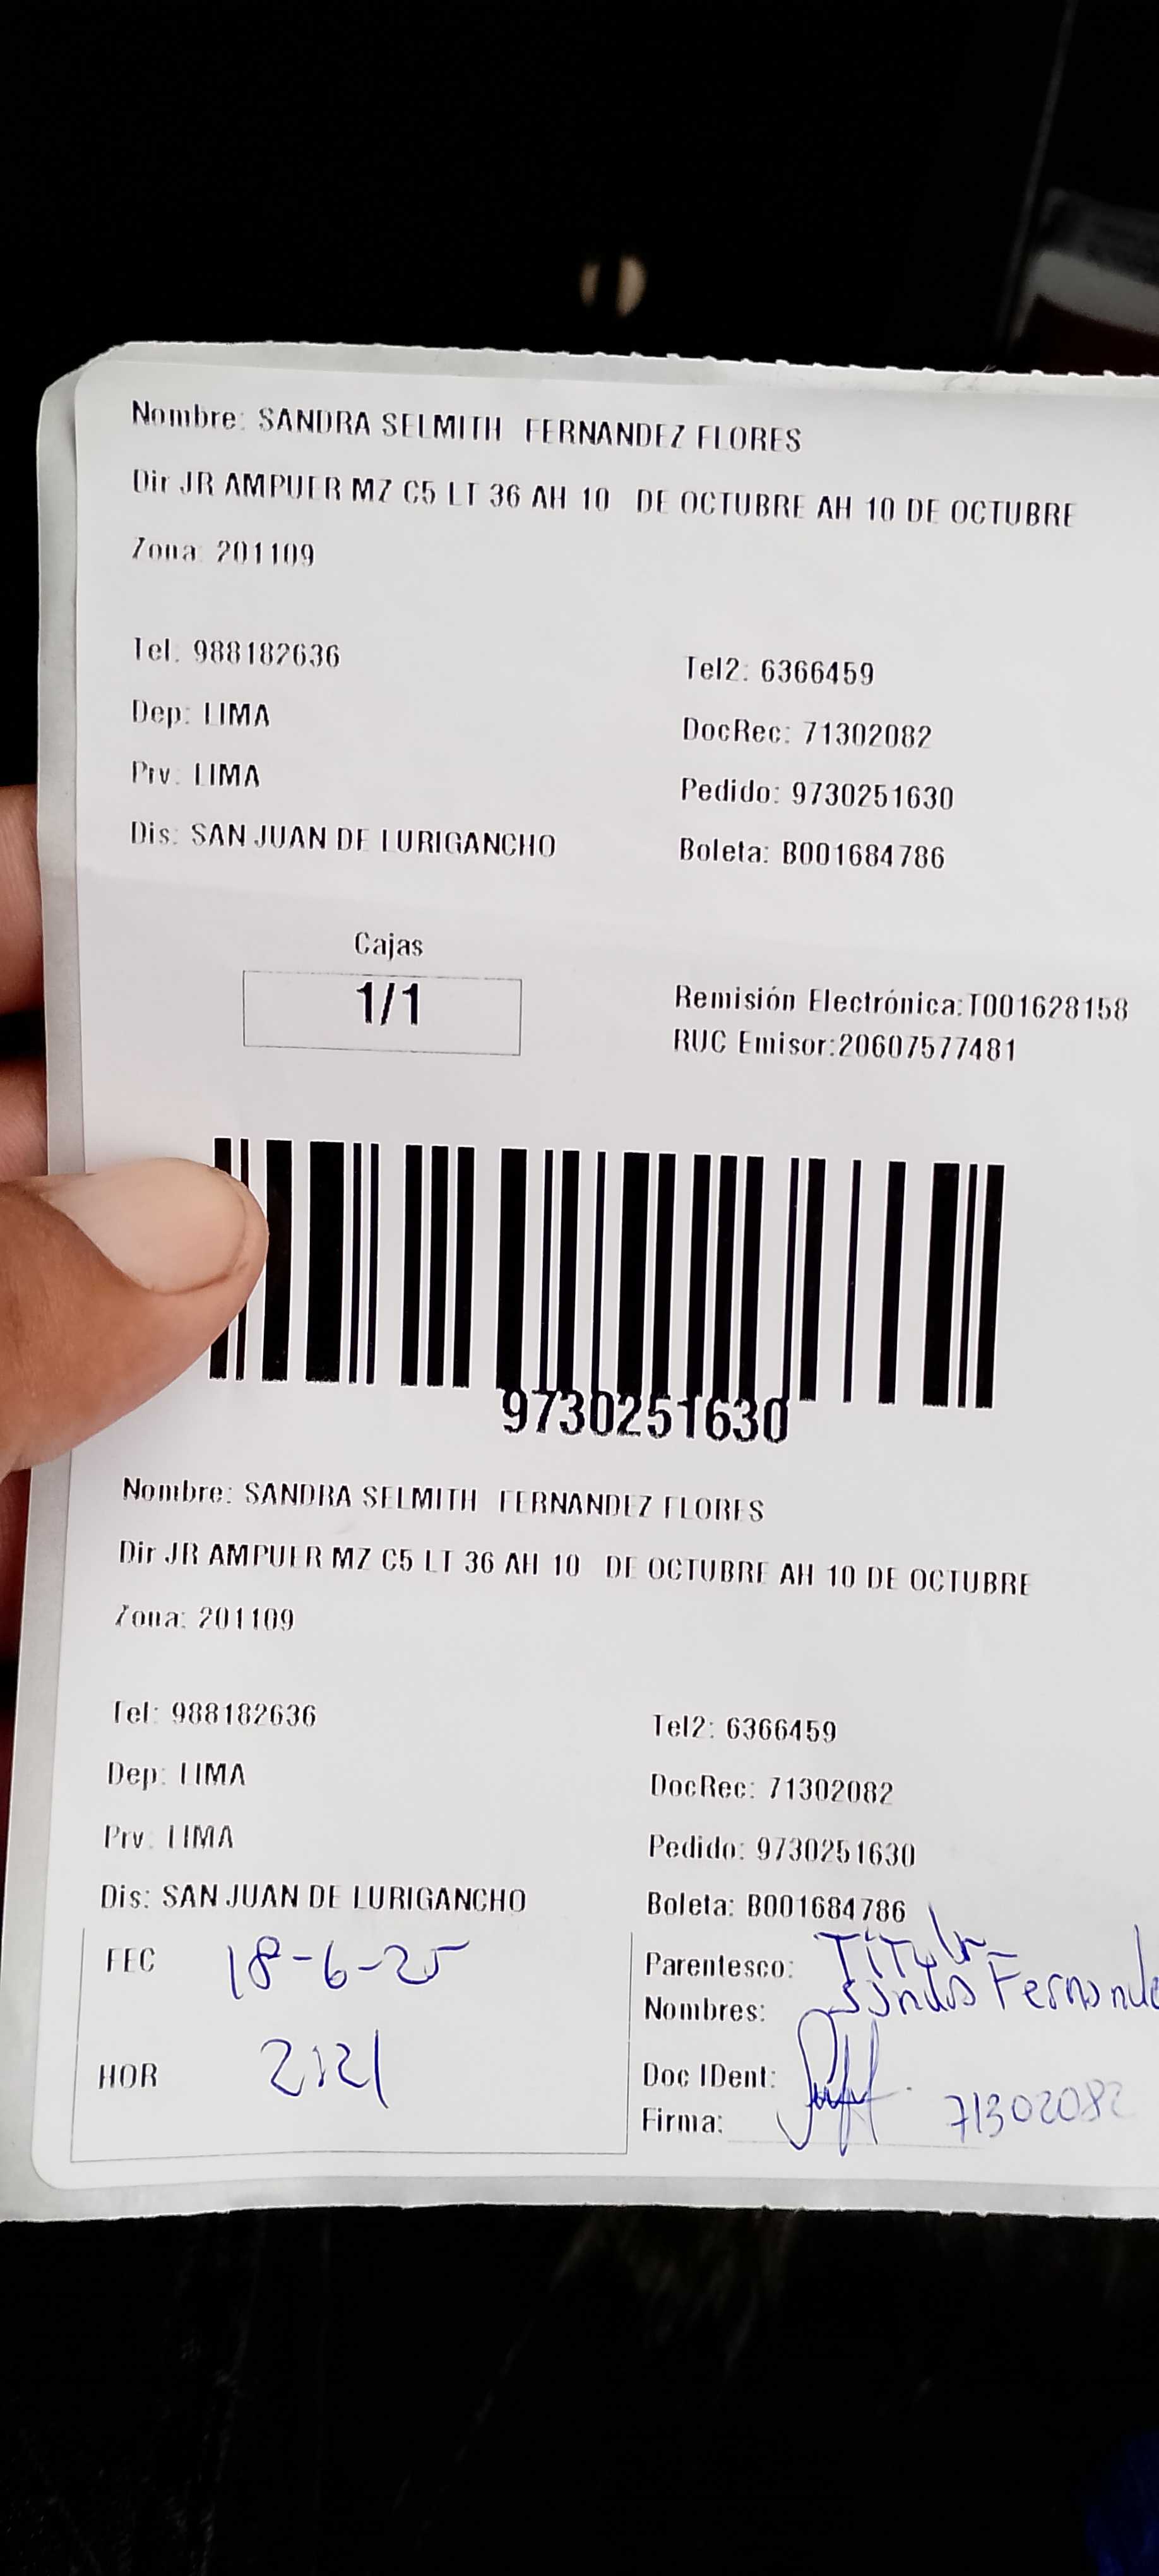 Nombre: SANDRA SELMITH FERNANDEZ FLORES
Dir JR AMPUER MZ C5 LT 36 AH 10 DE OCTUBRE AH 10 DE OCTUBRE
Zona: 201109
Tel: 988182636 Tel2: 6366459
Dep: LIMA DocRec: 71302082
Prv: LIMA Pedido: 9730251630
Dis: SAN JUAN DE LURIGANCHO Boleta: B001684786
Cajas
1/1
Remisión Electrónica:T001628158
RUC Emisor:20607577481
9730251630
Nombre: SANDRA SELMITH FERNANDEZ FLORES
Dir JR AMPUER MZ C5 LT 36 AH 10 DE OCTUBRE AH 10 DE OCTUBRE
Zona: 201109
Tel: 988182636 Tel2: 6366459
Dep: LIMA DocRec: 71302082
Prv: LIMA Pedido: 9730251630
Dis: SAN JUAN DE LURIGANCHO Boleta: B001684786
FEC 18-6-25 Parentesco: Titular
Nombres: Fernande
HOR Doc IDent: 71302082
Firma: